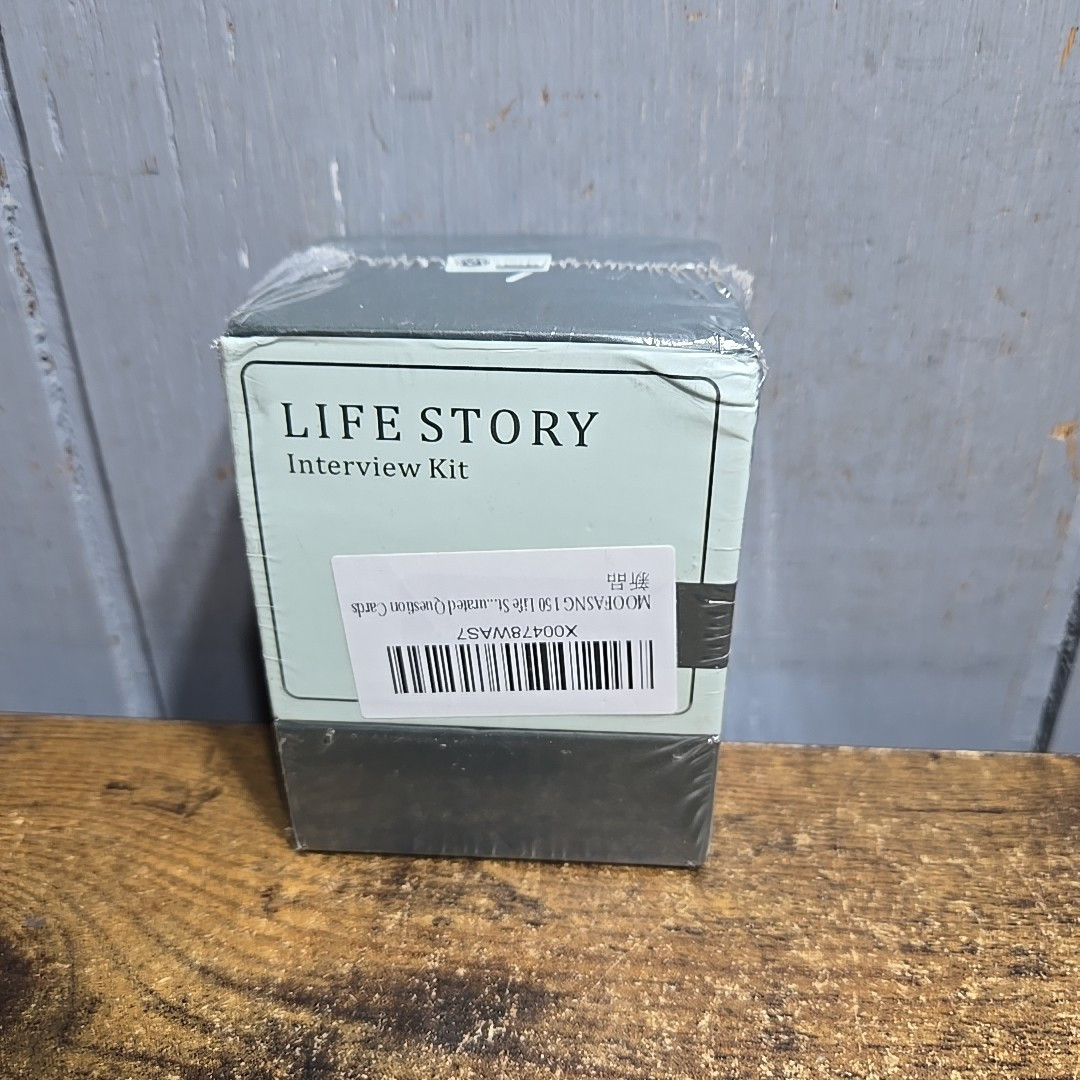 LIFE STORY
Interview Kit
X00478WAS7
MOOFASNG 150 Life St...urated Question Cards
新品